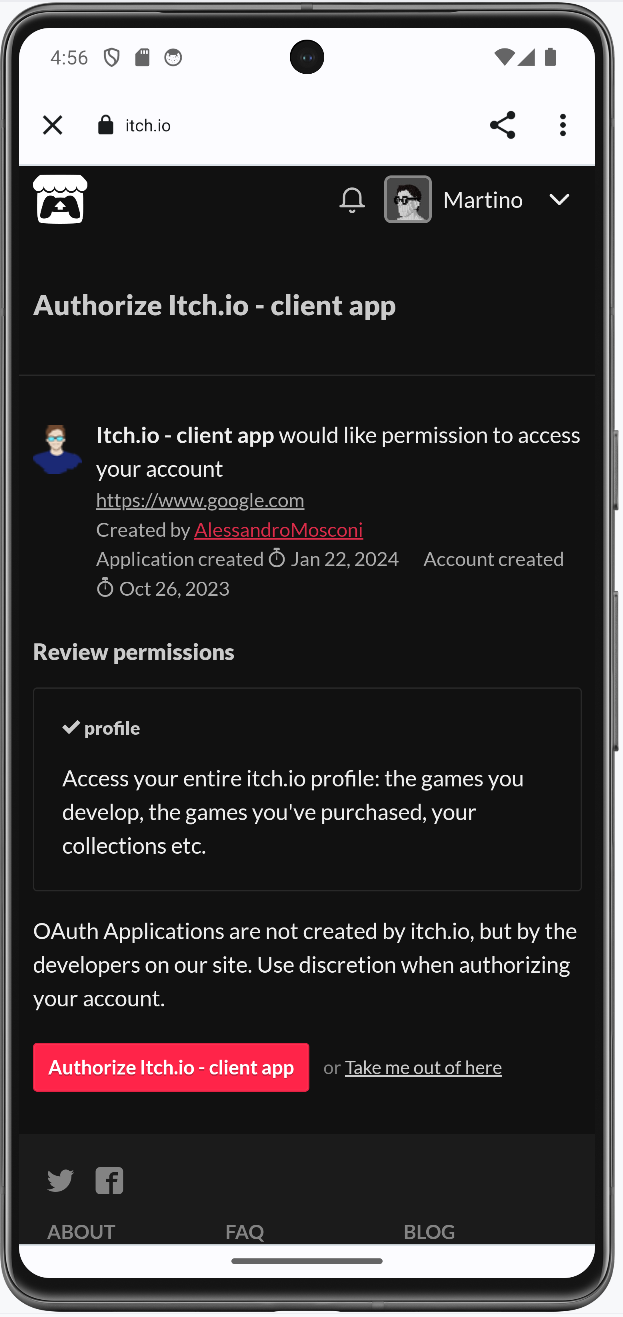 4:56
itch.io
Martino
Authorize Itch.io - client app
Itch.io - client app would like permission to access
your account
https://www.google.com
Created by AlessandroMosconi
Application created Jan 22, 2024 Account created
Oct 26, 2023
Review permissions
profile
Access your entire itch.io profile: the games you
develop, the games you've purchased, your
collections etc.
OAuth Applications are not created by itch.io, but by the
developers on our site. Use discretion when authorizing
your account.
Authorize Itch.io - client app or Take me out of here
ABOUT FAQ BLOG